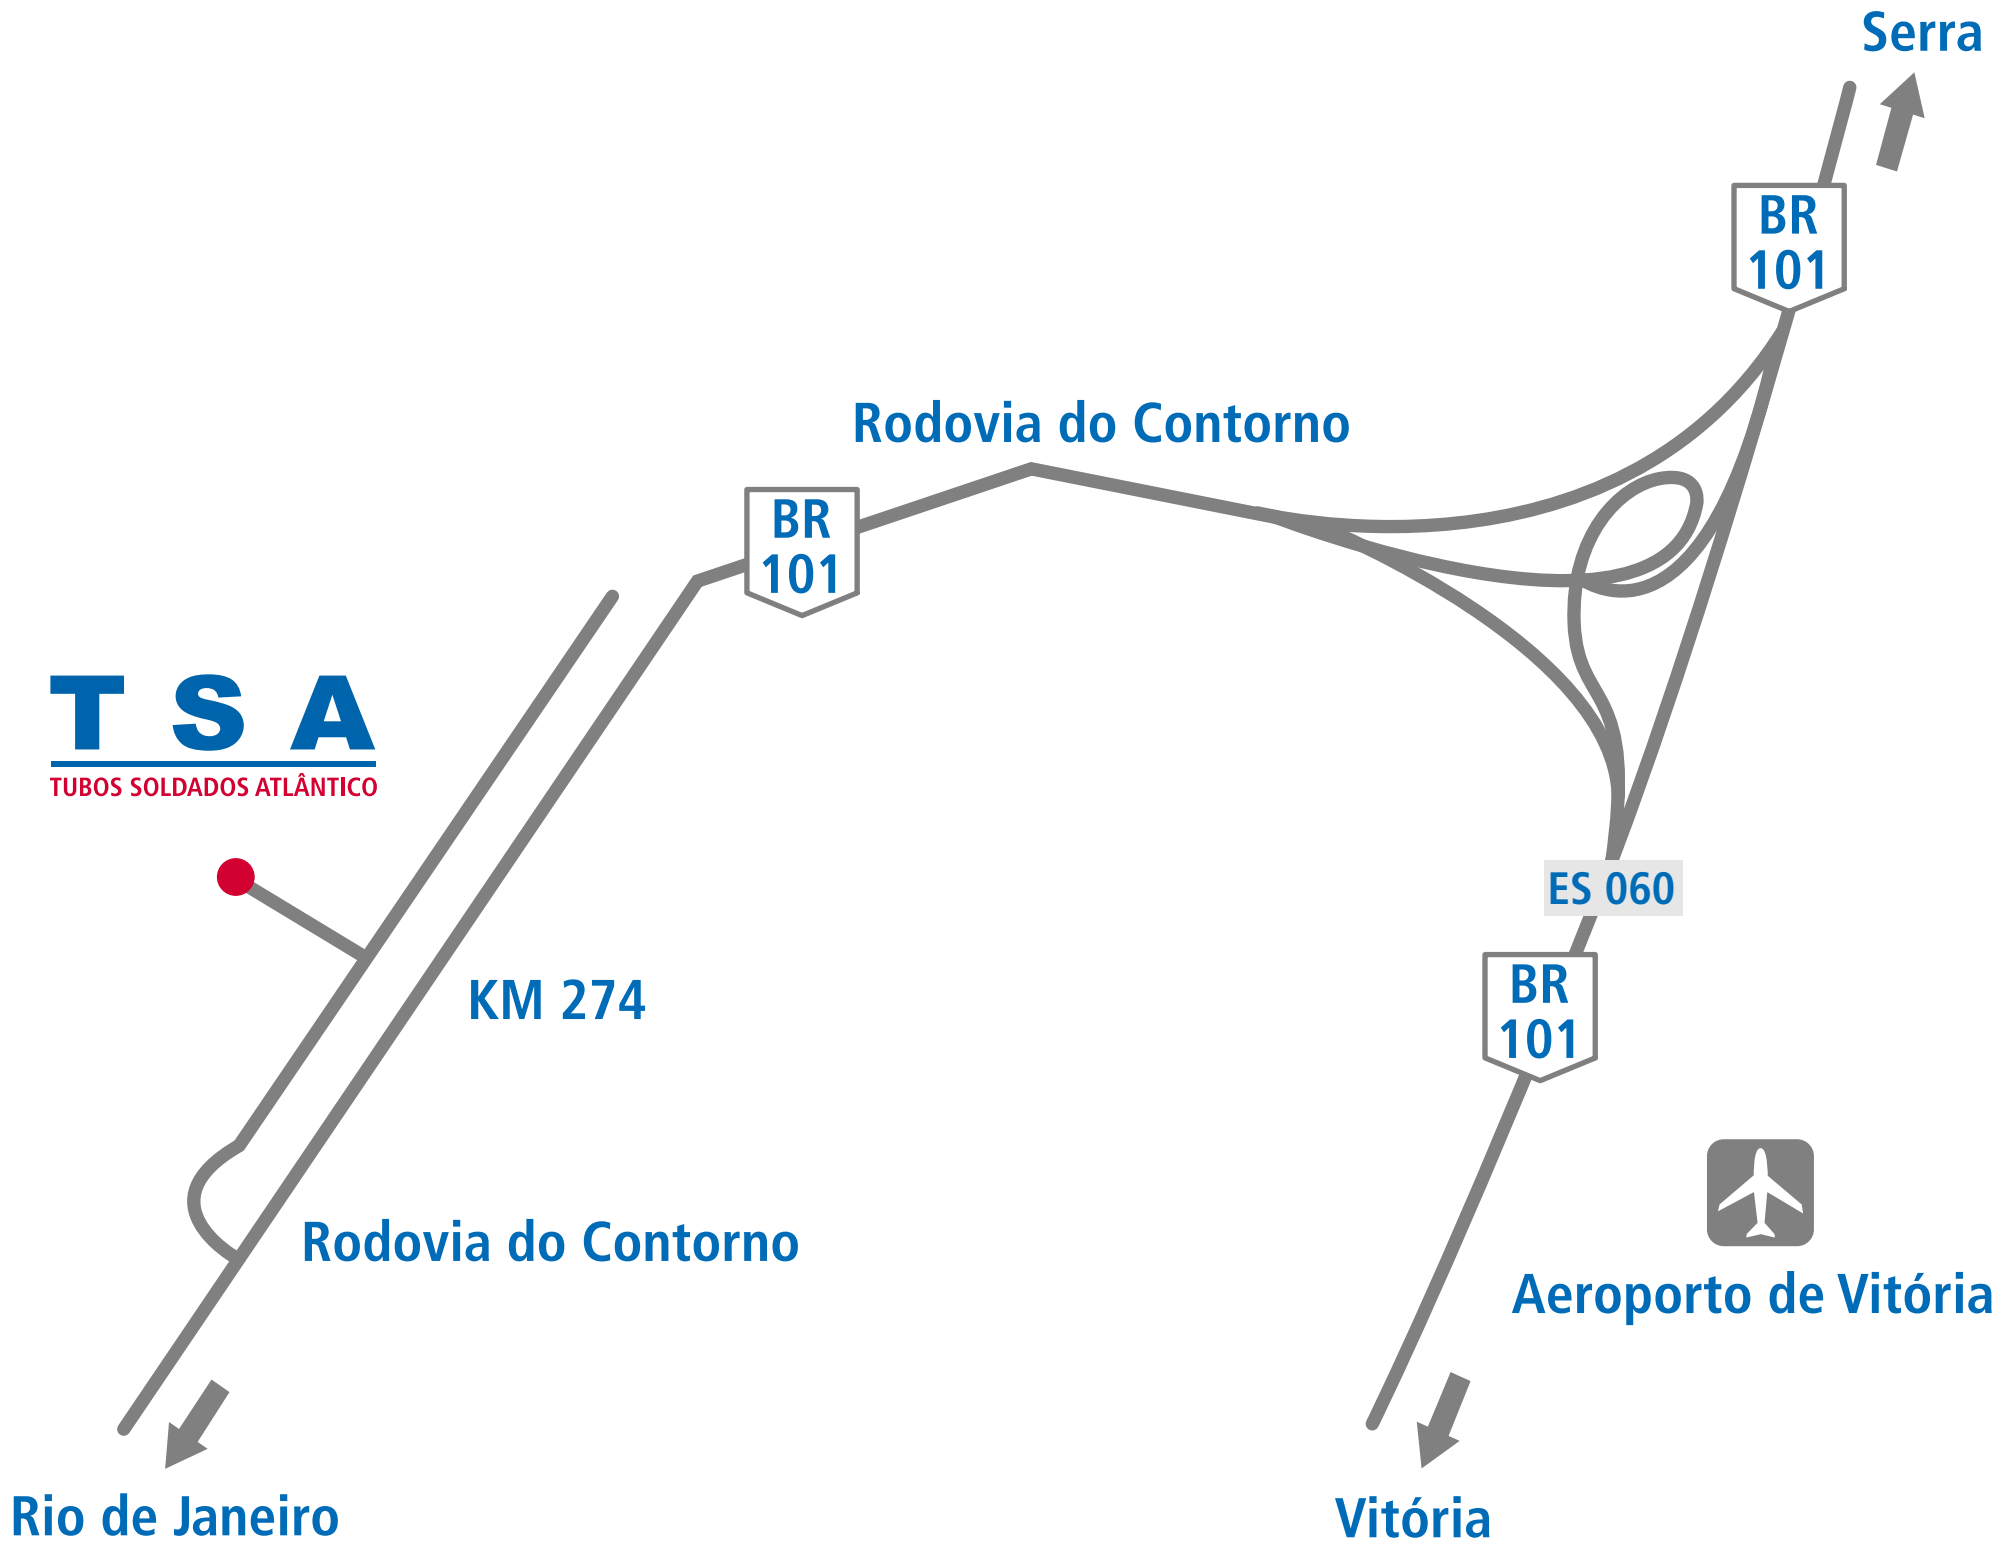 Serra
BR
101
Rodovia do Contorno
BR
101
T S A
TUBOS SOLDADOS ATLÂNTICO
ES 060
KM 274
BR
101
Rodovia do Contorno
Aeroporto de Vitória
Rio de Janeiro
Vitória